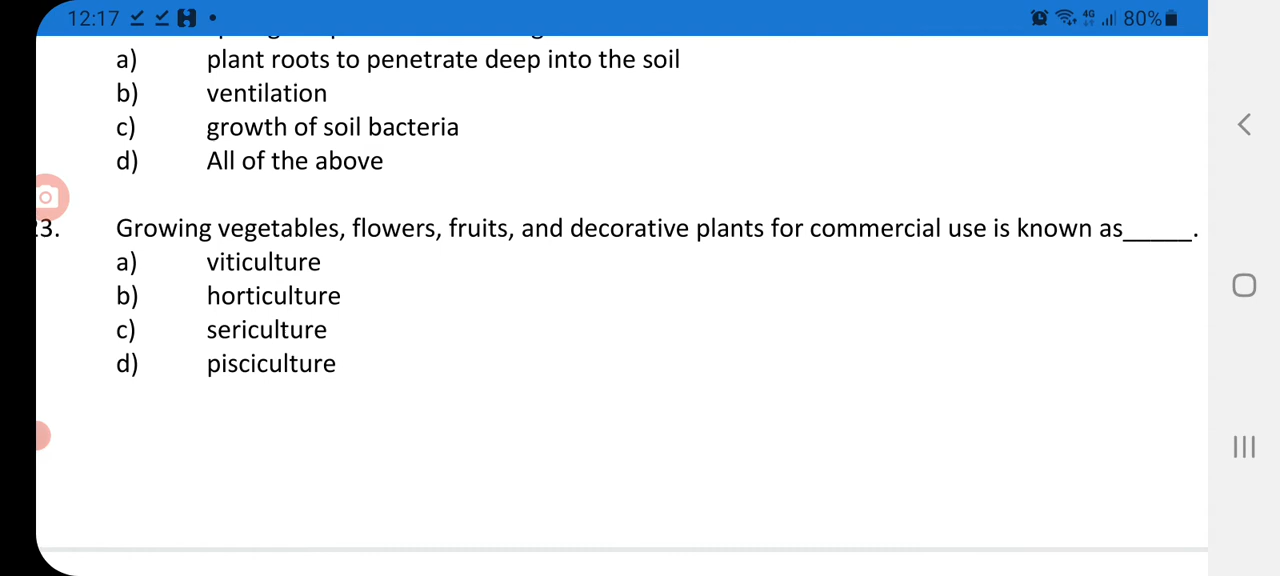 12:17
4G
80%
a) plant roots to penetrate deep into the soil
b) ventilation
c) growth of soil bacteria
d) All of the above
3. Growing vegetables, flowers, fruits, and decorative plants for commercial use is known as_____.
a) viticulture
b) horticulture
c) sericulture
d) pisciculture